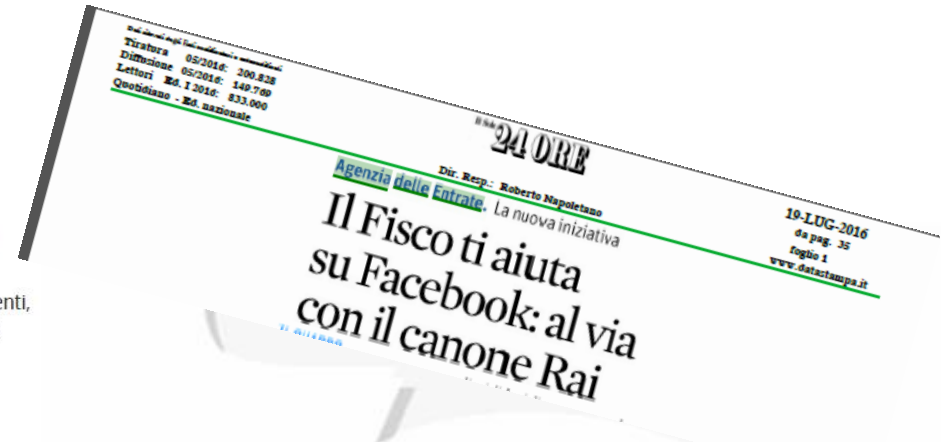 Tiratura 05/2016: 200.828
Diffusione 05/2016: 149.769
Lettori Ed. I 2016: 833.000
Quotidiano - Ed. nazionale
24 ORE
Dir. Resp.: Roberto Napoletano
19-LUG-2016
da pag. 35
foglio 1
www.datastampa.it
Agenzia delle Entrate. La nuova iniziativa
Il Fisco ti aiuta
su Facebook: al via
con il canone Rai
enti,